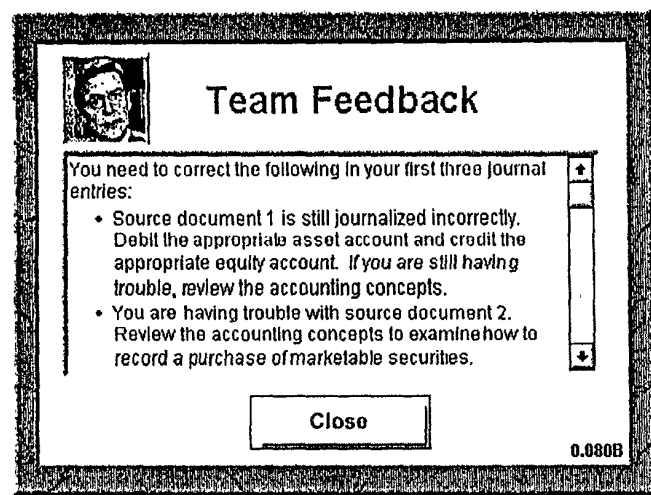 Team Feedback
You need to correct the following in your first three journal
entries:
• Source document 1 is still journalized incorrectly.
Debit the appropriate asset account and credit the
appropriate equity account. If you are still having
trouble, review the accounting concepts.
• You are having trouble with source document 2.
Review the accounting concepts to examine how to
record a purchase of marketable securities.
Close
0.080B